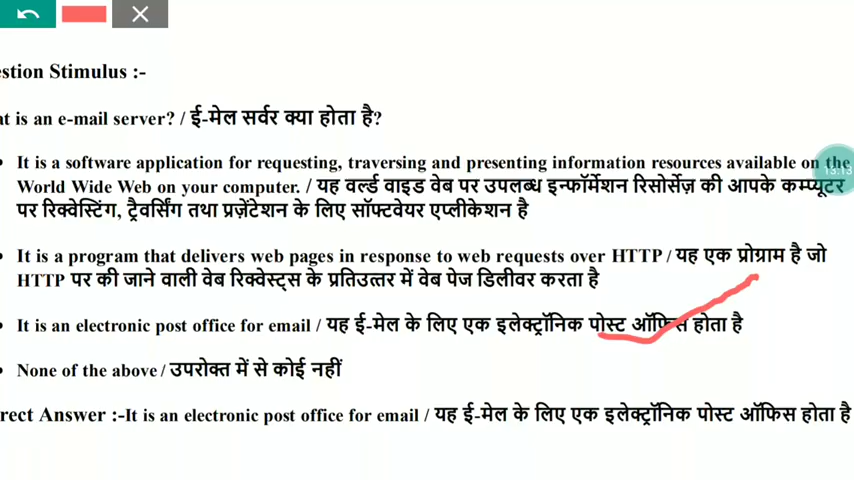 estion Stimulus :-
at is an e-mail server? / ई-मेल सर्वर क्या होता है?
It is a software application for requesting, traversing and presenting information resources available on the
13:13
World Wide Web on your computer. / यह वर्ल्ड वाइड वेब पर उपलब्ध इन्फॉर्मेशन रिसोर्सेज़ की आपके कम्प्यूटर
पर रिक्वेस्टिंग, ट्रैवर्सिंग तथा प्रज़ेंटेशन के लिए सॉफ्टवेयर एप्लीकेशन है
It is a program that delivers web pages in response to web requests over HTTP / यह एक प्रोग्राम है जो
HTTP पर की जाने वाली वेब रिक्वेस्ट्स के प्रतिउत्तर में वेब पेज डिलीवर करता है
It is an electronic post office for email / यह ई-मेल के लिए एक इलेक्ट्रॉनिक पोस्ट ऑफिस होता है
None of the above / उपरोक्त में से कोई नहीं
rrect Answer :-It is an electronic post office for email / यह ई-मेल के लिए एक इलेक्ट्रॉनिक पोस्ट ऑफिस होता है